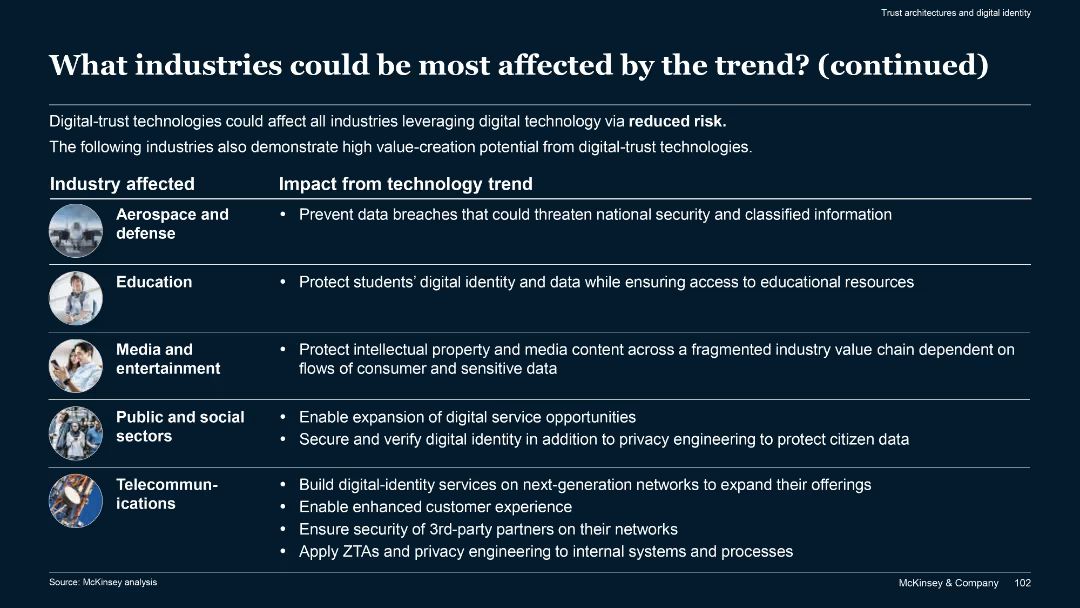 Trust architectures and digital identity
What industries could be most affected by the trend? (continued)
Digital-trust technologies could affect all industries leveraging digital technology via reduced risk.
The following industries also demonstrate high value-creation potential from digital-trust technologies.
Industry affected
Impact from technology trend
Aerospace and
defense
• Prevent data breaches that could threaten national security and classified information
Education
• Protect students’ digital identity and data while ensuring access to educational resources
Media and
entertainment
• Protect intellectual property and media content across a fragmented industry value chain dependent on
flows of consumer and sensitive data
Public and social
sectors
• Enable expansion of digital service opportunities
• Secure and verify digital identity in addition to privacy engineering to protect citizen data
Telecommun-
ications
• Build digital-identity services on next-generation networks to expand their offerings
• Enable enhanced customer experience
• Ensure security of 3rd-party partners on their networks
• Apply ZTAs and privacy engineering to internal systems and processes
Source: McKinsey analysis
McKinsey & Company 102